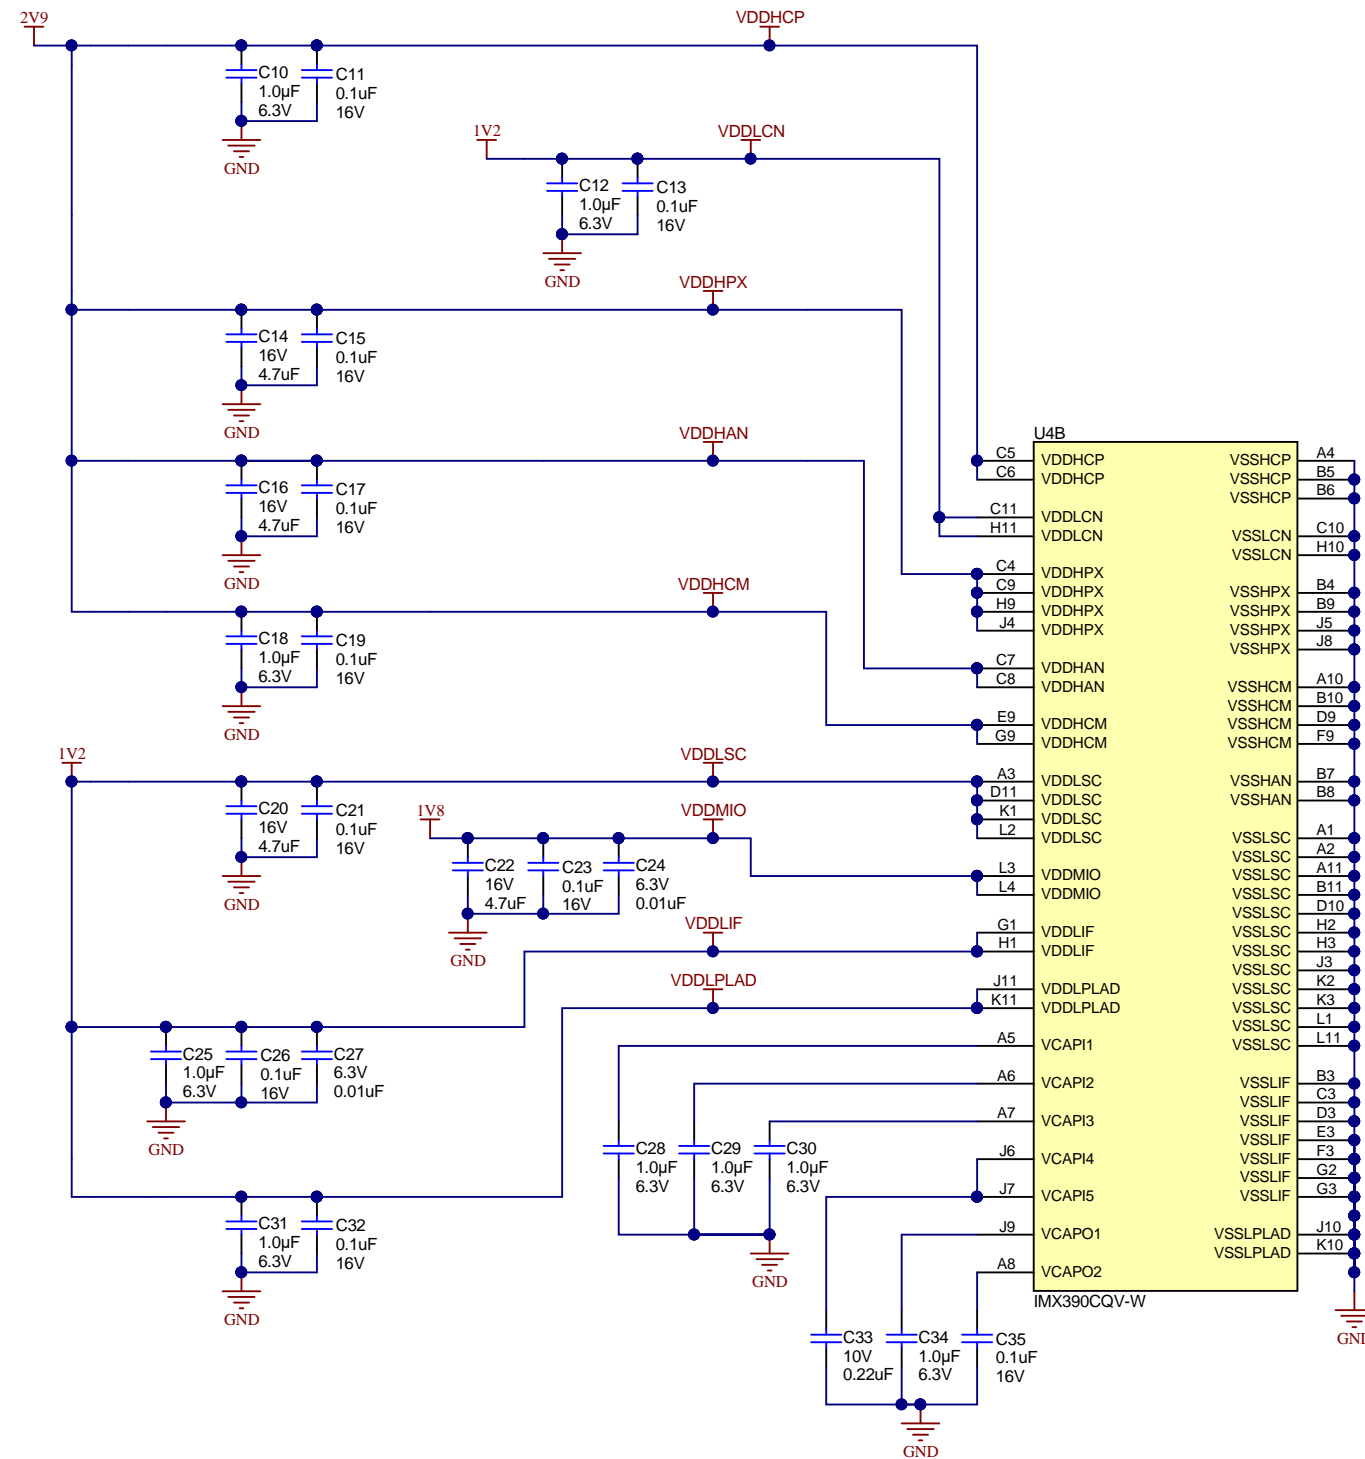 2V9
VDDHCP
C10
1.0µF
6.3V
C11
0.1uF
16V
GND
1V2
VDDLCN
C12
1.0µF
6.3V
C13
0.1uF
16V
GND
VDDHPX
C14
16V
4.7uF
C15
0.1uF
16V
GND
VDDHAN
C16
16V
4.7uF
C17
0.1uF
16V
GND
VDDHCM
C18
1.0µF
6.3V
C19
0.1uF
16V
GND
1V2
VDDLSC
C20
16V
4.7uF
C21
0.1uF
16V
GND
1V8
VDDMIO
C22
16V
4.7uF
C23
0.1uF
16V
C24
6.3V
0.01uF
GND
VDDLIF
VDDLPLAD
C25
1.0µF
6.3V
C26
0.1uF
16V
C27
6.3V
0.01uF
GND
C28
1.0µF
6.3V
C29
1.0µF
6.3V
C30
1.0µF
6.3V
GND
C31
1.0µF
6.3V
C32
0.1uF
16V
GND
C33
10V
0.22uF
C34
1.0µF
6.3V
C35
0.1uF
16V
GND
U4B
C5 VDDHCP
C6 VDDHCP
C11 VDDLCN
H11 VDDLCN
C4 VDDHPX
C9 VDDHPX
H9 VDDHPX
J4 VDDHPX
C7 VDDHAN
C8 VDDHAN
E9 VDDHCM
G9 VDDHCM
A3 VDDLSC
D11 VDDLSC
K1 VDDLSC
L2 VDDLSC
L3 VDDMIO
L4 VDDMIO
G1 VDDLIF
H1 VDDLIF
J11 VDDLPLAD
K11 VDDLPLAD
A5 VCAPI1
A6 VCAPI2
A7 VCAPI3
J6 VCAPI4
J7 VCAPI5
J9 VCAPO1
A8 VCAPO2
VSSHCP A4
VSSHCP B5
VSSHCP B6
VSSLCN C10
VSSLCN H10
VSSHPX B4
VSSHPX B9
VSSHPX J5
VSSHPX J8
VSSHCM A10
VSSHCM B10
VSSHCM D9
VSSHCM F9
VSSHAN B7
VSSHAN B8
VSSLSC A1
VSSLSC A2
VSSLSC A11
VSSLSC B11
VSSLSC D10
VSSLSC H2
VSSLSC H3
VSSLSC J3
VSSLSC K2
VSSLSC K3
VSSLSC L1
VSSLSC L11
VSSLIF B3
VSSLIF C3
VSSLIF D3
VSSLIF E3
VSSLIF F3
VSSLIF G2
VSSLIF G3
VSSLPLAD J10
VSSLPLAD K10
IMX390CQV-W
GND